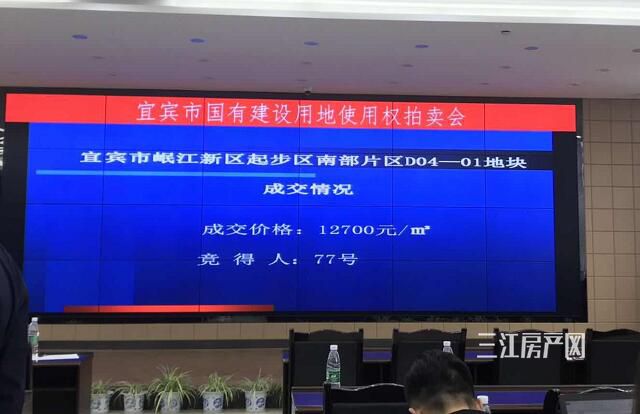 宜宾市国有建设用地使用权拍卖会
宜宾市岷江新区起步区南部片区D04—01地块
成交情况
成交价格：12700元/㎡
竞 得 人：77号
三江房产网